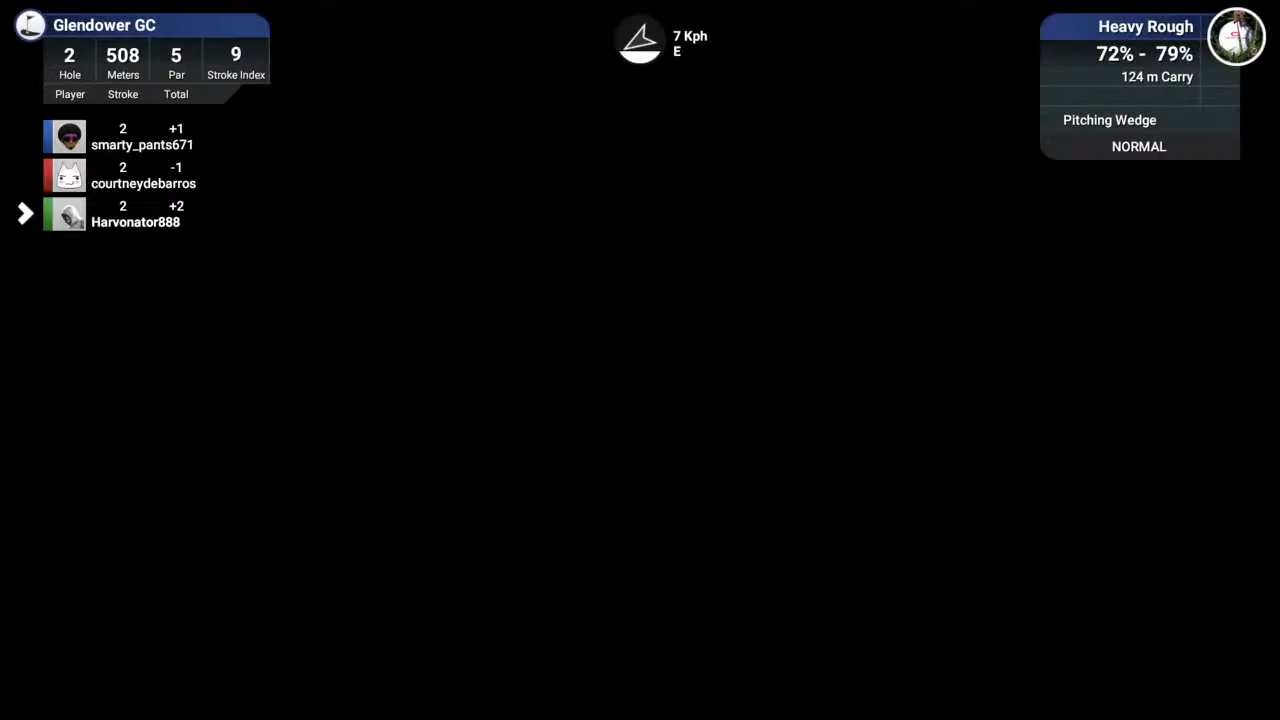 Glendower GC
2 508 5 9
Hole Meters Par Stroke Index
Player Stroke Total
2 +1
smarty_pants671
2 -1
courtneydebarros
2 +2
Harvonator888
7 Kph
E
Heavy Rough
72% - 79%
124 m Carry
Pitching Wedge
NORMAL